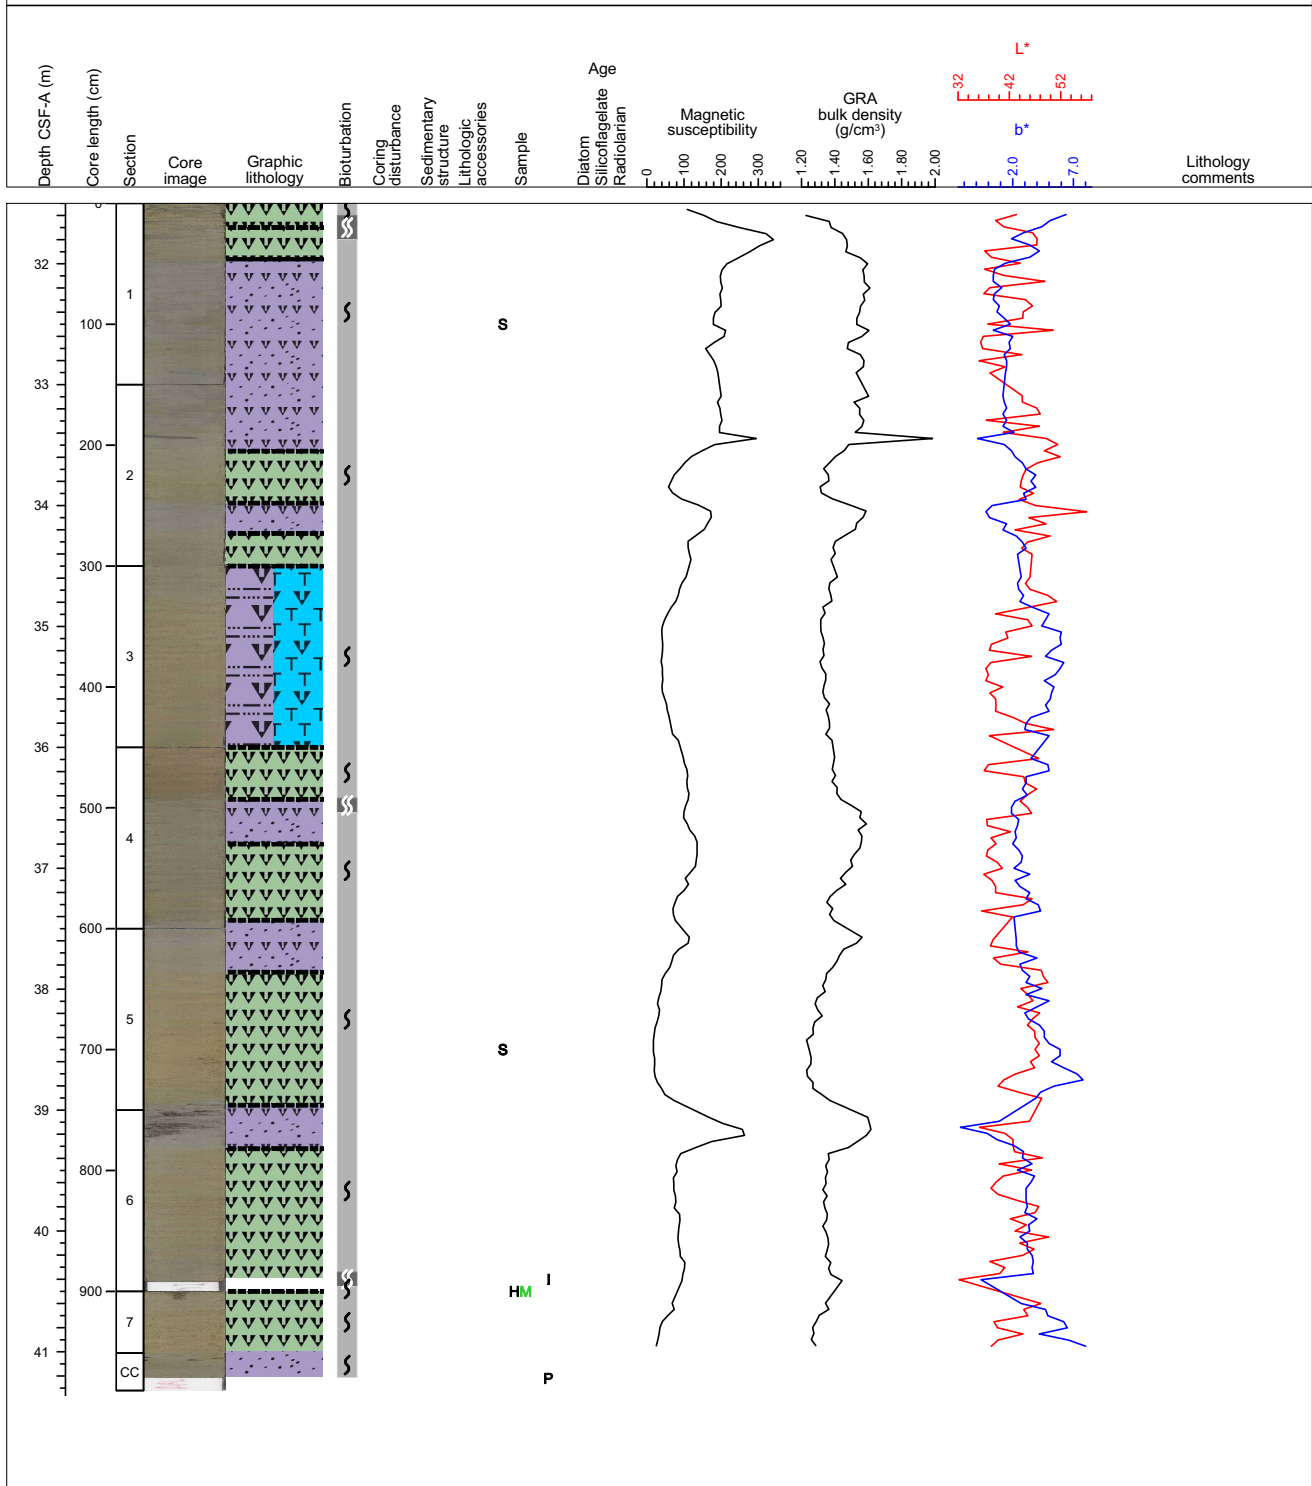 Depth CSF-A (m)
Core length (cm)
Section
Core
image
Graphic
lithology
Bioturbation
Coring
disturbance
Sedimentary
structure
Lithologic
accessories
Sample
Age
Diatom
Silicoflagelate
Radiolarian
Magnetic
susceptibility
0
100
200
300
GRA
bulk density
(g/cm³)
1.20
1.40
1.60
1.80
2.00
L*
32
42
52
b*
2.0
7.0
Lithology
comments
0
32
1
100
S
33
200
2
34
300
35
3
400
36
500
4
37
600
38
5
700
S
39
800
6
40
I
900
HM
7
41
CC
P